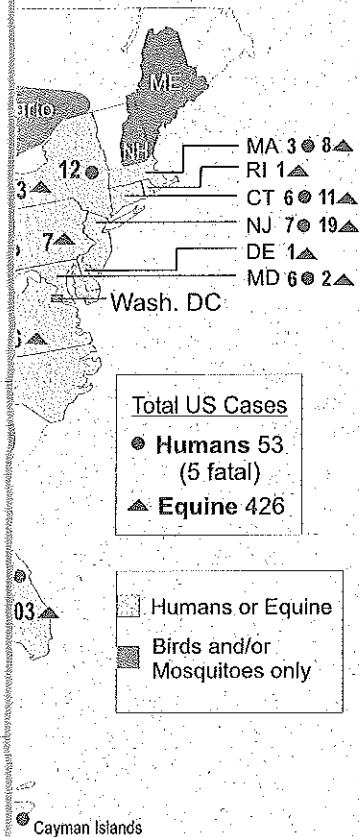 ME
NH
12
3
7
MA 3 8
RI 1
CT 6 11
NJ 7 19
DE 1
MD 6 2
Wash. DC
Total US Cases
Humans 53
(5 fatal)
Equine 426
03
Humans or Equine
Birds and/or
Mosquitoes only
Cayman Islands